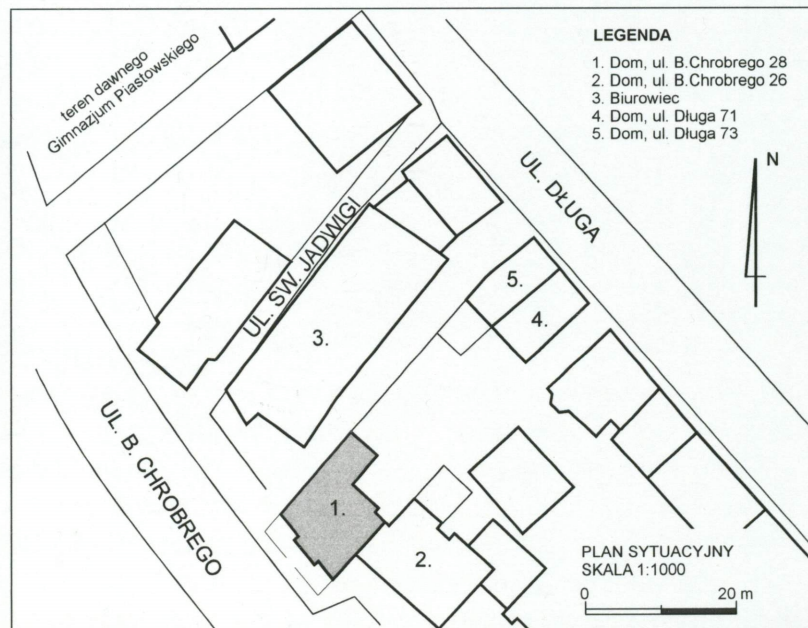 teren dawnego
Gimnazjum Piastowskiego
LEGENDA
1. Dom, ul. B.Chrobrego 28
2. Dom, ul. B.Chrobrego 26
3. Biurowiec
4. Dom, ul. Długa 71
5. Dom, ul. Długa 73
N
UL. DŁUGA
UL. ŚW. JADWIGI
5.
4.
3.
UL. B. CHROBREGO
1.
2.
PLAN SYTUACYJNY
SKALA 1:1000
0 20 m